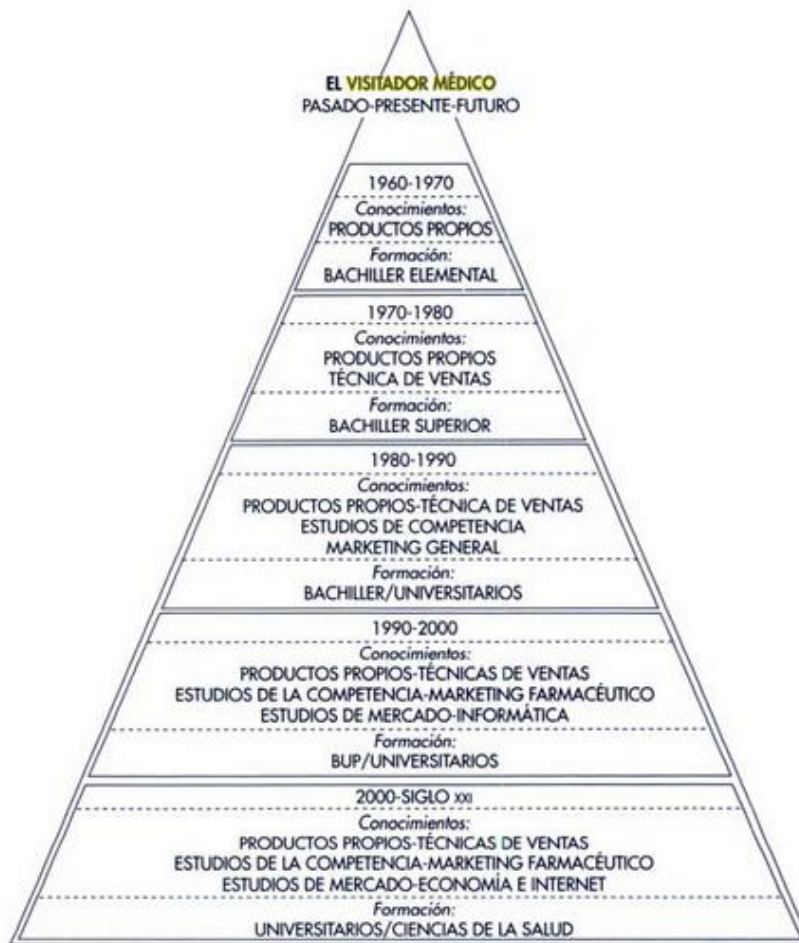 EL VISITADOR MÉDICO
PASADO-PRESENTE-FUTURO
1960-1970
Conocimientos:
PRODUCTOS PROPIOS
Formación:
BACHILLER ELEMENTAL
1970-1980
Conocimientos:
PRODUCTOS PROPIOS
TÉCNICA DE VENTAS
Formación:
BACHILLER SUPERIOR
1980-1990
Conocimientos:
PRODUCTOS PROPIOS-TÉCNICA DE VENTAS
ESTUDIOS DE COMPETENCIA
MARKETING GENERAL
Formación:
BACHILLER/UNIVERSITARIOS
1990-2000
Conocimientos:
PRODUCTOS PROPIOS-TÉCNICAS DE VENTAS
ESTUDIOS DE LA COMPETENCIA-MARKETING FARMACÉUTICO
ESTUDIOS DE MERCADO-INFORMÁTICA
Formación:
BUP/UNIVERSITARIOS
2000-SIGLO XXI
Conocimientos:
PRODUCTOS PROPIOS-TÉCNICAS DE VENTAS
ESTUDIOS DE LA COMPETENCIA-MARKETING FARMACÉUTICO
ESTUDIOS DE MERCADO-ECONOMÍA E INTERNET
Formación:
UNIVERSITARIOS/CIENCIAS DE LA SALUD